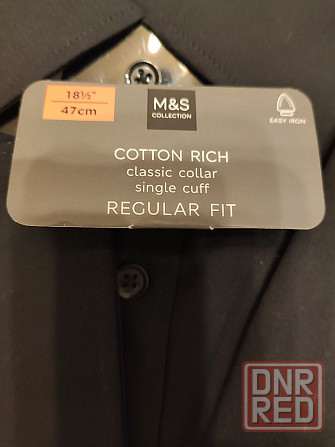 18½"
47cm
M&S
COLLECTION
EASY IRON
COTTON RICH
classic collar
single cuff
REGULAR FIT
DNR
RED